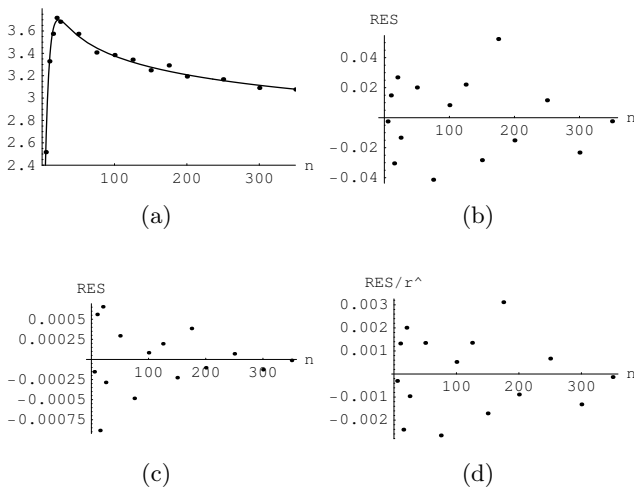 3.6
3.4
3.2
3
2.8
2.6
2.4
100 200 300
n
(a)
RES
0.04
0.02
-0.02
-0.04
100 200 300
n
(b)
RES
0.0005
0.00025
-0.00025
-0.0005
-0.00075
100 200 300
n
(c)
RES/r^
0.003
0.002
0.001
-0.001
-0.002
100 200 300
n
(d)